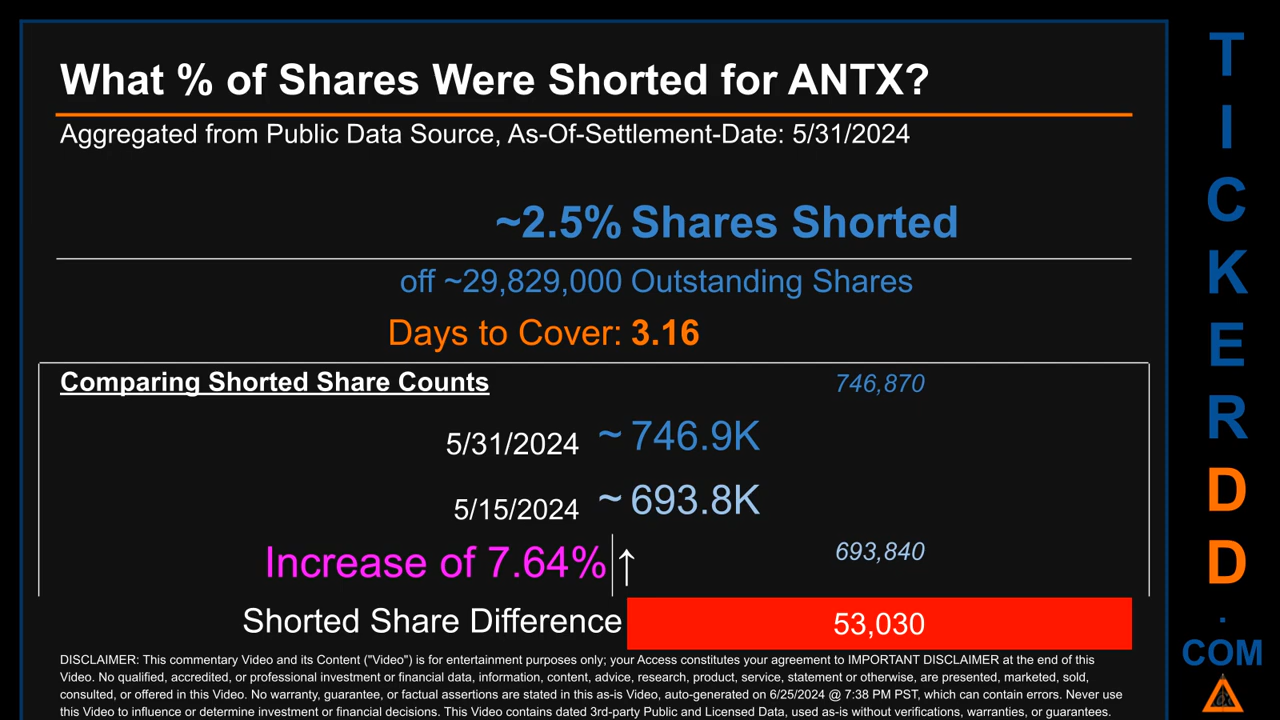 What % of Shares Were Shorted for ANTX?
Aggregated from Public Data Source, As-Of-Settlement-Date: 5/31/2024
~2.5% Shares Shorted
off ~29,829,000 Outstanding Shares
Days to Cover: 3.16
Comparing Shorted Share Counts
746,870
5/31/2024 ~ 746.9K
5/15/2024 ~ 693.8K
Increase of 7.64% ↑
693,840
Shorted Share Difference 53,030
DISCLAIMER: This commentary Video and its Content ("Video") is for entertainment purposes only; your Access constitutes your agreement to IMPORTANT DISCLAIMER at the end of this
Video. No qualified, accredited, or professional investment or financial data, information, content, advice, research, product, service, statement or otherwise, are presented, marketed, sold,
consulted, or offered in this Video. No warranty, guarantee, or factual assertions are stated in this as-is Video, auto-generated on 6/25/2024 @ 7:38 PM PST, which can contain errors. Never use
this Video to influence or determine investment or financial decisions. This Video contains dated 3rd-party Public and Licensed Data, used as-is without verifications, warranties, or guarantees.
T
I
C
K
E
R
D
D
.
COM